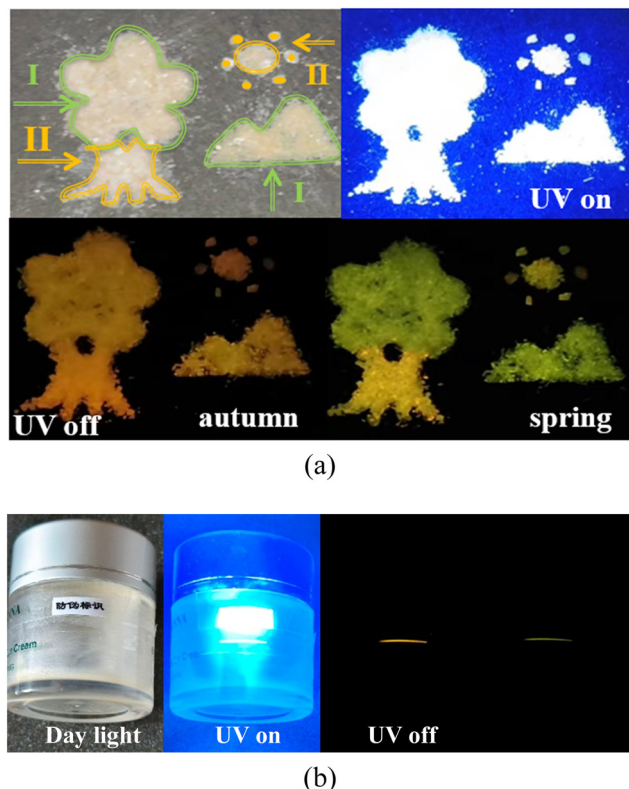 I
II
II
I
UV on
UV off
autumn
spring
(a)
防伪标识
Cream
Day light
UV on
UV off
(b)